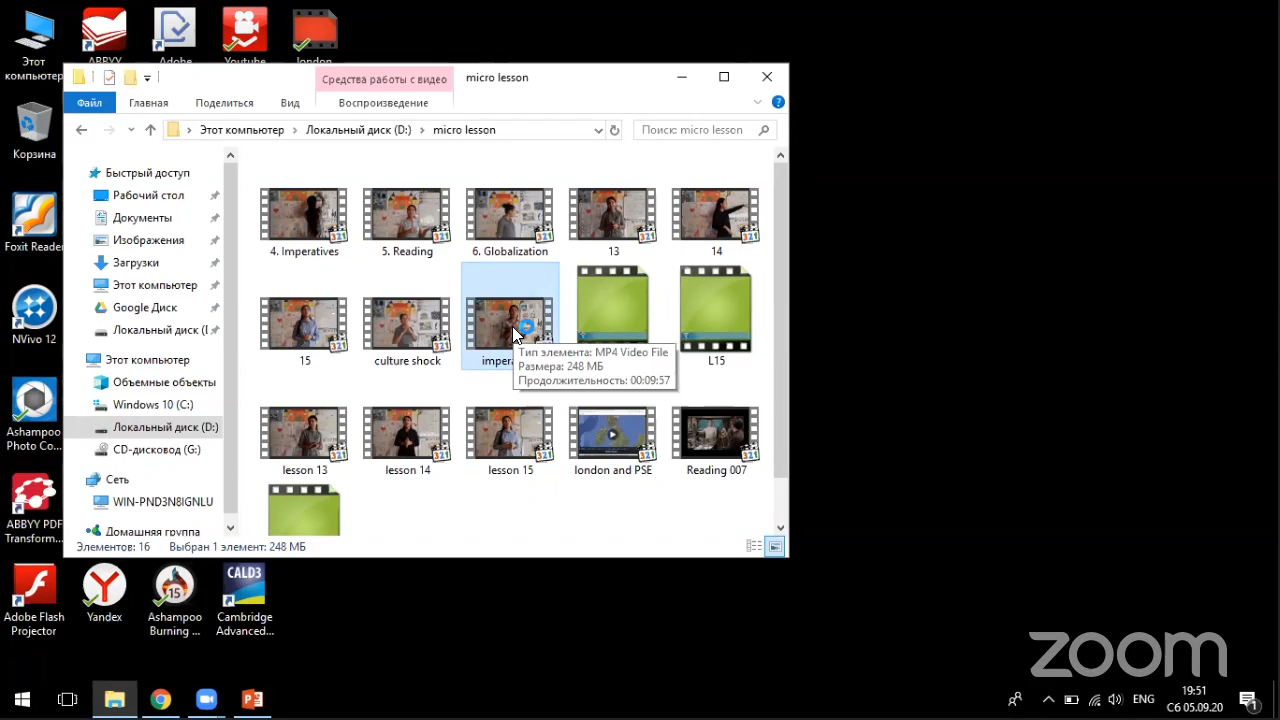 Этот компьютер
ABBYY
Adobe
Youtube
london
Средства работы с видео
micro lesson
Файл
Главная
Поделиться
Вид
Воспроизведение
Этот компьютер
Локальный диск (D:)
micro lesson
Поиск: micro lesson
Корзина
Foxit Reader
NVivo 12
Ashampoo
Photo Co...
ABBYY PDF
Transform...
Быстрый доступ
Рабочий стол
Документы
Изображения
Загрузки
Этот компьютер
Google Диск
Локальный диск (
Этот компьютер
Объемные объекты
Windows 10 (C:)
Локальный диск (D:)
CD-дисковод (G:)
Сеть
WIN-PND3N8IGNLU
Домашняя группа
4. Imperatives
5. Reading
6. Globalization
13
14
15
culture shock
L15
Тип элемента: MP4 Video File
Размера: 248 МБ
Продолжительность: 00:09:57
lesson 13
lesson 14
lesson 15
london and PSE
Reading 007
Элементов: 16
Выбран 1 элемент: 248 МБ
Adobe Flash
Projector
Yandex
15
Ashampoo
Burning ...
CALD3
Cambridge
Advanced...
zoom
ENG
19:51
Сб 05.09.20
1